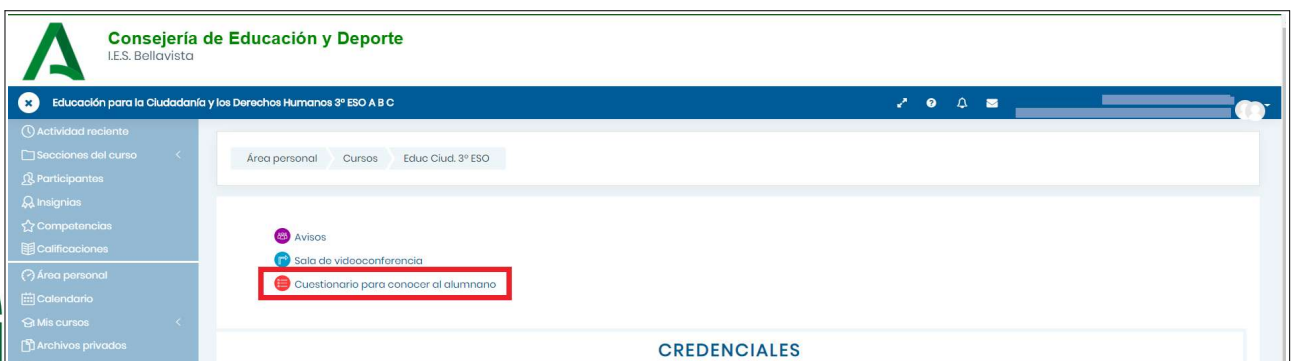 Consejería de Educación y Deporte
I.E.S. Bellavista
Educación para la Ciudadanía y los Derechos Humanos 3º ESO A B C
Actividad reciente
Secciones del curso
Participantes
Insignias
Competencias
Calificaciones
Área personal
Calendario
Mis cursos
Archivos privados
Área personal Cursos Educ Ciud. 3º ESO
Avisos
Sala de videoconferencia
Cuestionario para conocer al alumnano
CREDENCIALES